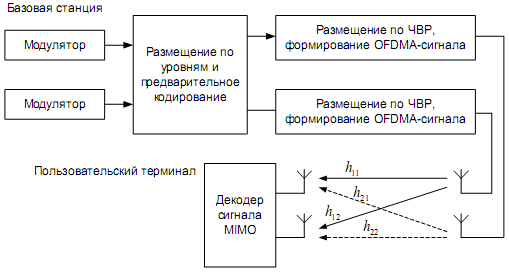 Базовая станция
Модулятор
Модулятор
Размещение по
уровням и
предварительное
кодирование
Размещение по ЧВР,
формирование OFDMA-сигнала
Размещение по ЧВР,
формирование OFDMA-сигнала
Пользовательский терминал
Декодер
сигнала
MIMO
h11
h21
h12
h22